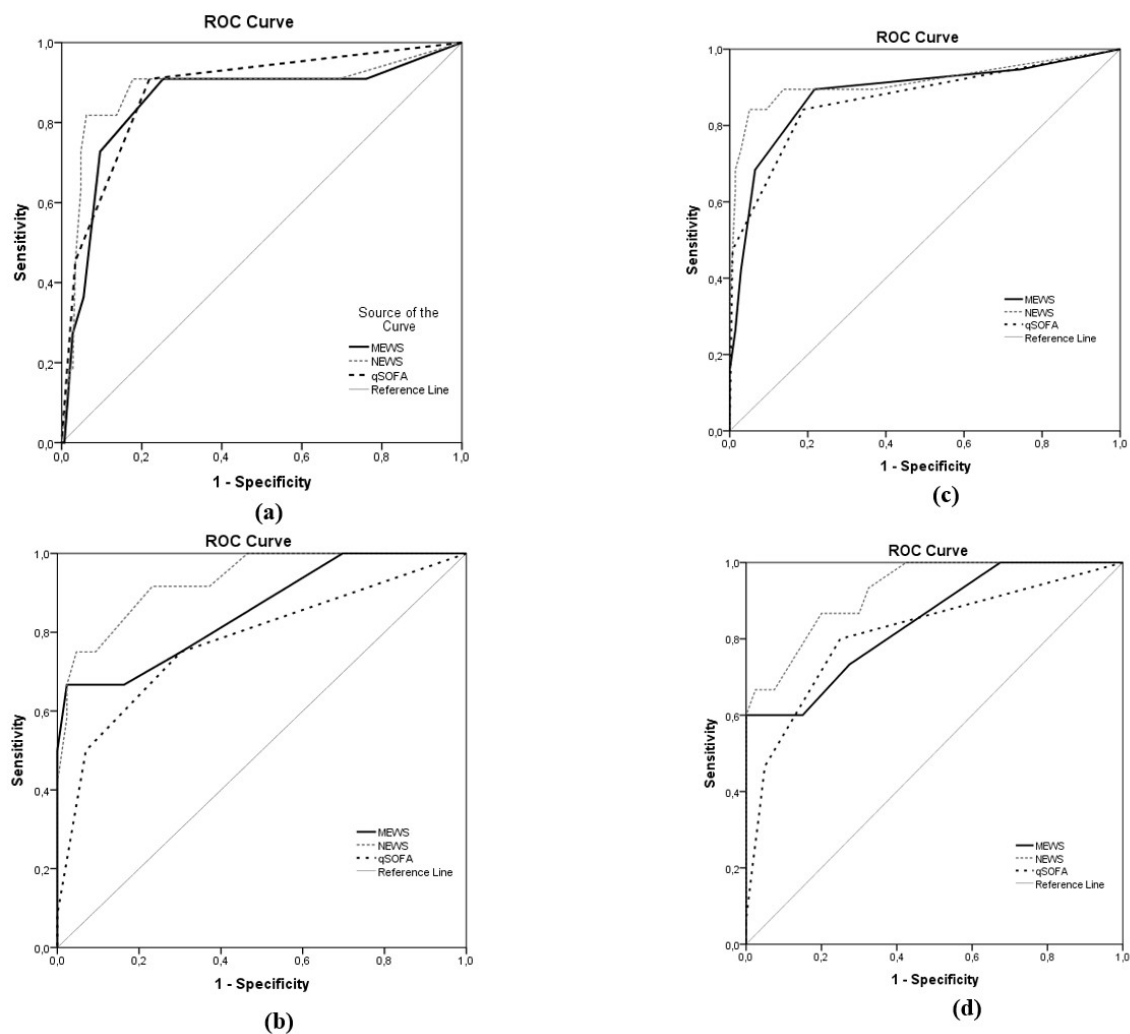 ROC Curve
1,0
0,8
0,6
0,4
0,2
0,0
Sensitivity
0,0 0,2 0,4 0,6 0,8 1,0
1 - Specificity
Source of the
Curve
MEWS
NEWS
qSOFA
Reference Line
(a)
ROC Curve
1,0
0,8
0,6
0,4
0,2
0,0
Sensitivity
0,0 0,2 0,4 0,6 0,8 1,0
1 - Specificity
MEWS
NEWS
qSOFA
Reference Line
(c)
ROC Curve
1,0
0,8
0,6
0,4
0,2
0,0
Sensitivity
0,0 0,2 0,4 0,6 0,8 1,0
1 - Specificity
MEWS
NEWS
qSOFA
Reference Line
(b)
ROC Curve
1,0
0,8
0,6
0,4
0,2
0,0
Sensitivity
0,0 0,2 0,4 0,6 0,8 1,0
1 - Specificity
MEWS
NEWS
qSOFA
Reference Line
(d)